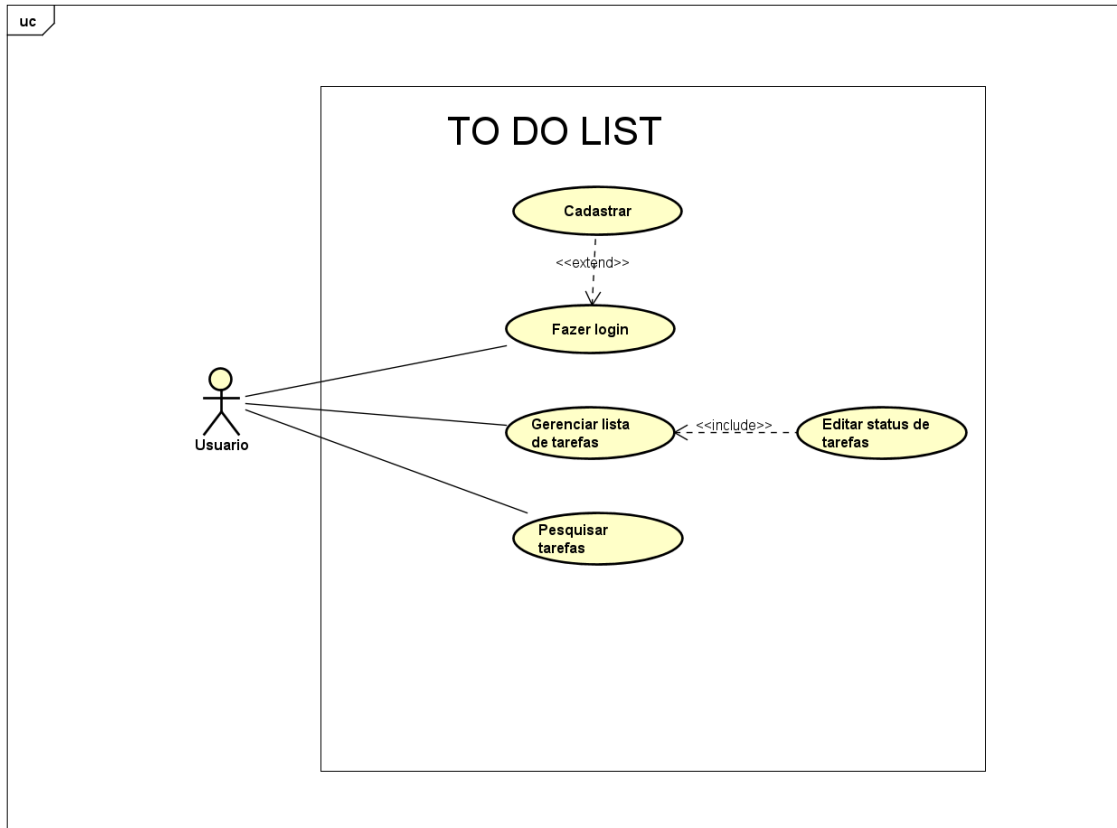 uc
TO DO LIST
Cadastrar
<<extend>>
Fazer login
Usuario
Gerenciar lista
de tarefas
<<include>>
Editar status de
tarefas
Pesquisar
tarefas